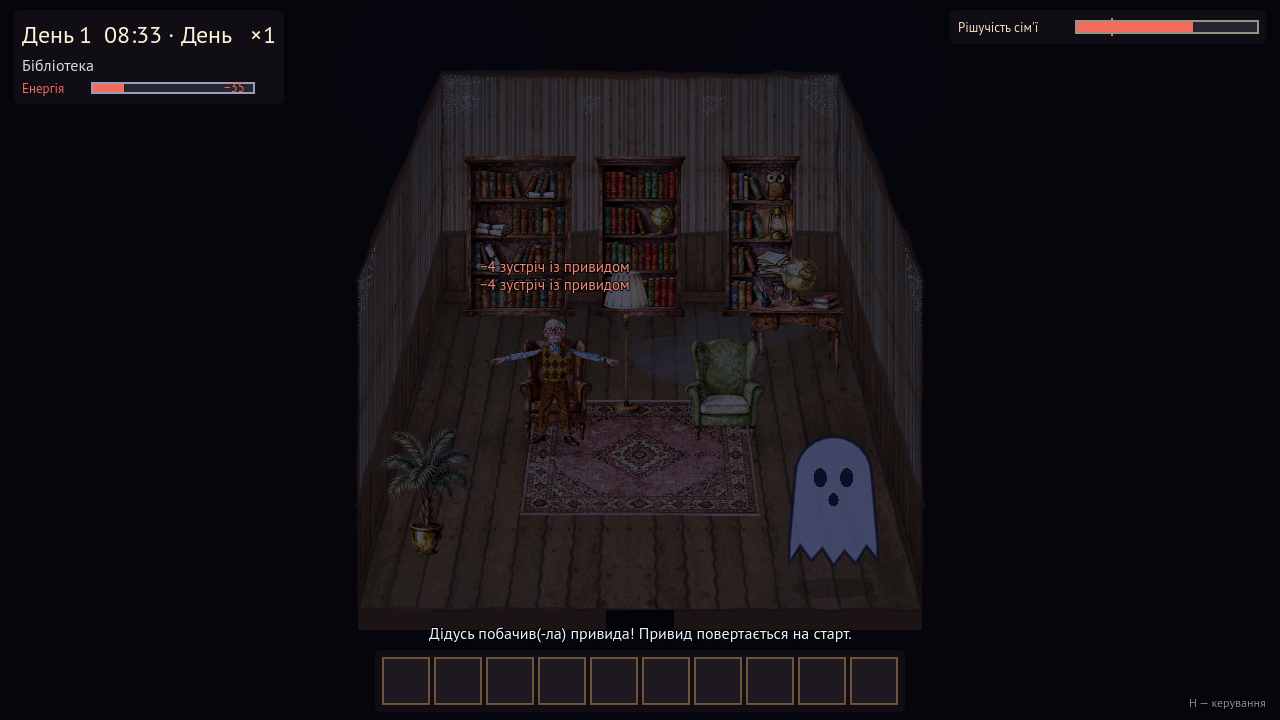 День 1 08:33 · День ×1
Бібліотека
Енергія −35
Рішучість сім'ї
−4 зустріч із привидом
−4 зустріч із привидом
Дідусь побачив(-ла) привида! Привид повертається на старт.
H — керування